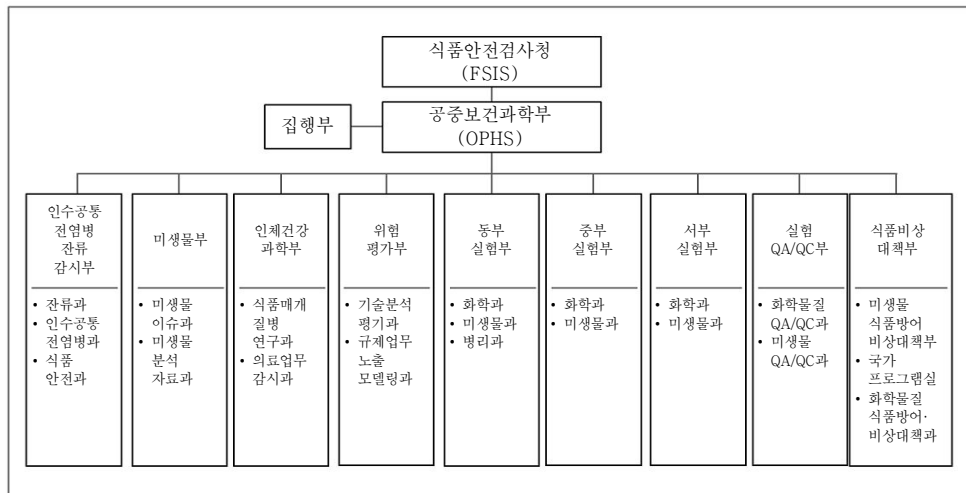 식품안전검사청
(FSIS)
집행부
공중보건과학부
(OPHS)
인수공통
전염병
잔류
감시부
• 잔류과
• 인수공통
전염병과
• 식품
안전과
미생물부
• 미생물
이슈과
• 미생물
분석
자료과
인체건강
과학부
• 식품매개
질병
연구과
• 의료업무
감시과
위험
평가부
• 기술분석
평기과
• 규제업무
노출
모델링과
동부
실험부
• 화학과
• 미생물과
• 병리과
중부
실험부
• 화학과
• 미생물과
서부
실험부
• 화학과
• 미생물과
실험
QA/QC부
• 화학물질
QA/QC과
• 미생물
QA/QC과
식품비상
대책부
• 미생물
식품방어
비상대책부
• 국가
프로그램실
• 화학물질
식품방어·
비상대책과